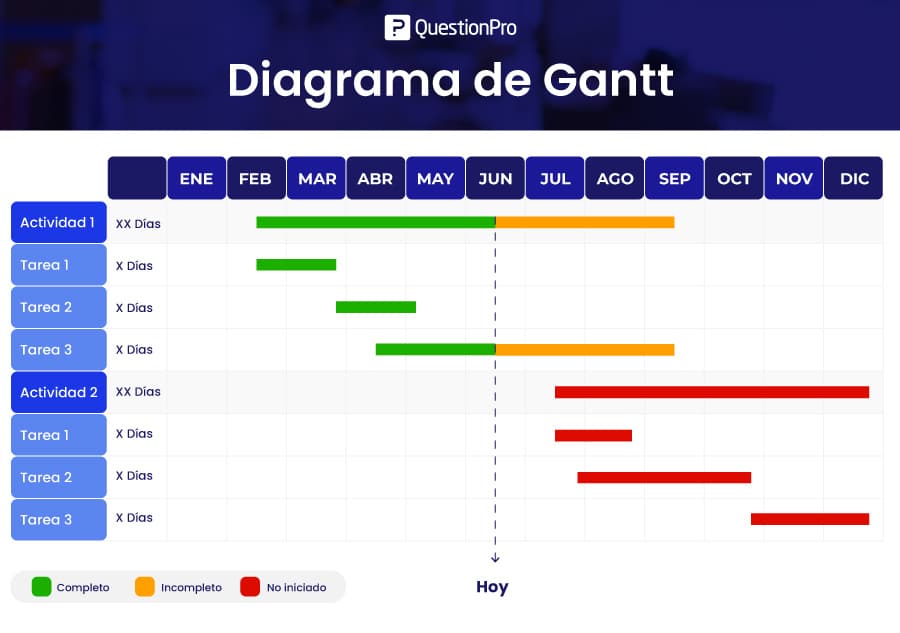 QuestionPro
Diagrama de Gantt
ENE FEB MAR ABR MAY JUN JUL AGO SEP OCT NOV DIC
Actividad 1 XX Días
Tarea 1 X Días
Tarea 2 X Días
Tarea 3 X Días
Actividad 2 XX Días
Tarea 1 X Días
Tarea 2 X Días
Tarea 3 X Días
Completo Incompleto No iniciado
Hoy